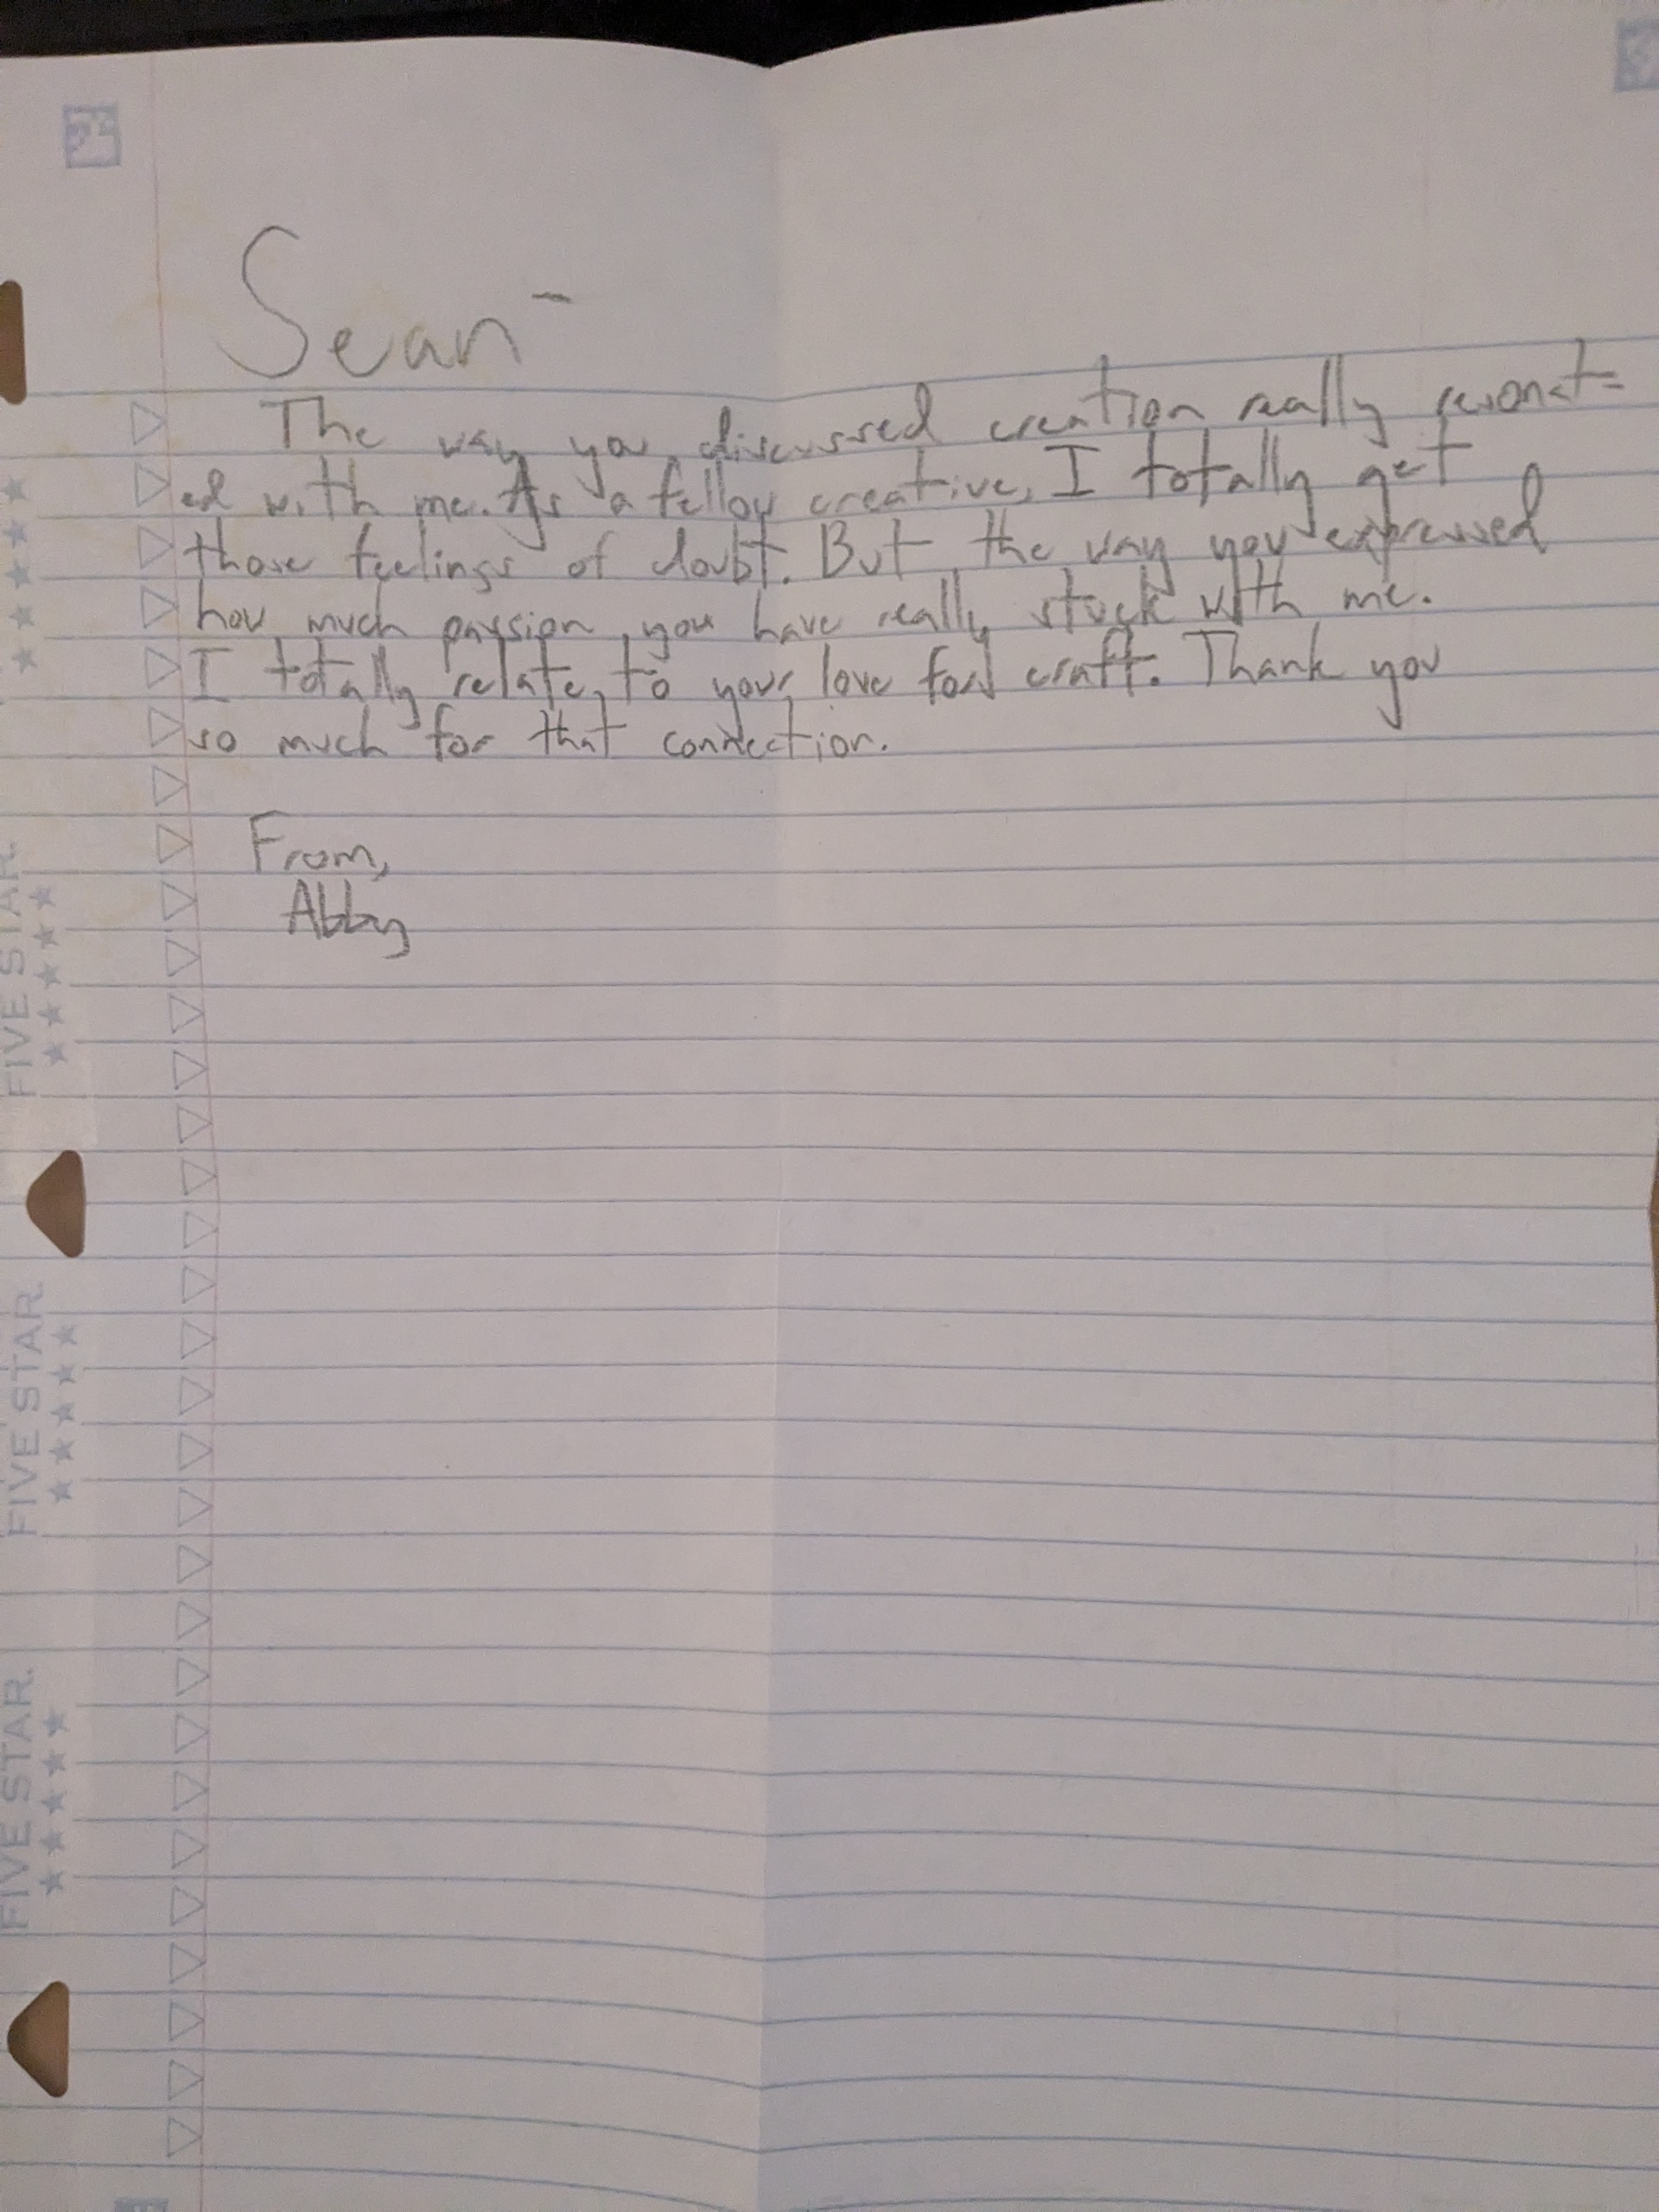 Sean-
The way you discussed creation really resonat=
ed with me. As a fellow creative, I totally get
those feelings of doubt. But the way you expressed
how much passion you have really stuck with me.
I totally relate to your love for craft. Thank you
so much for that connection.
From,
Abby
FIVE STAR.
FIVE STAR.
FIVE STAR.